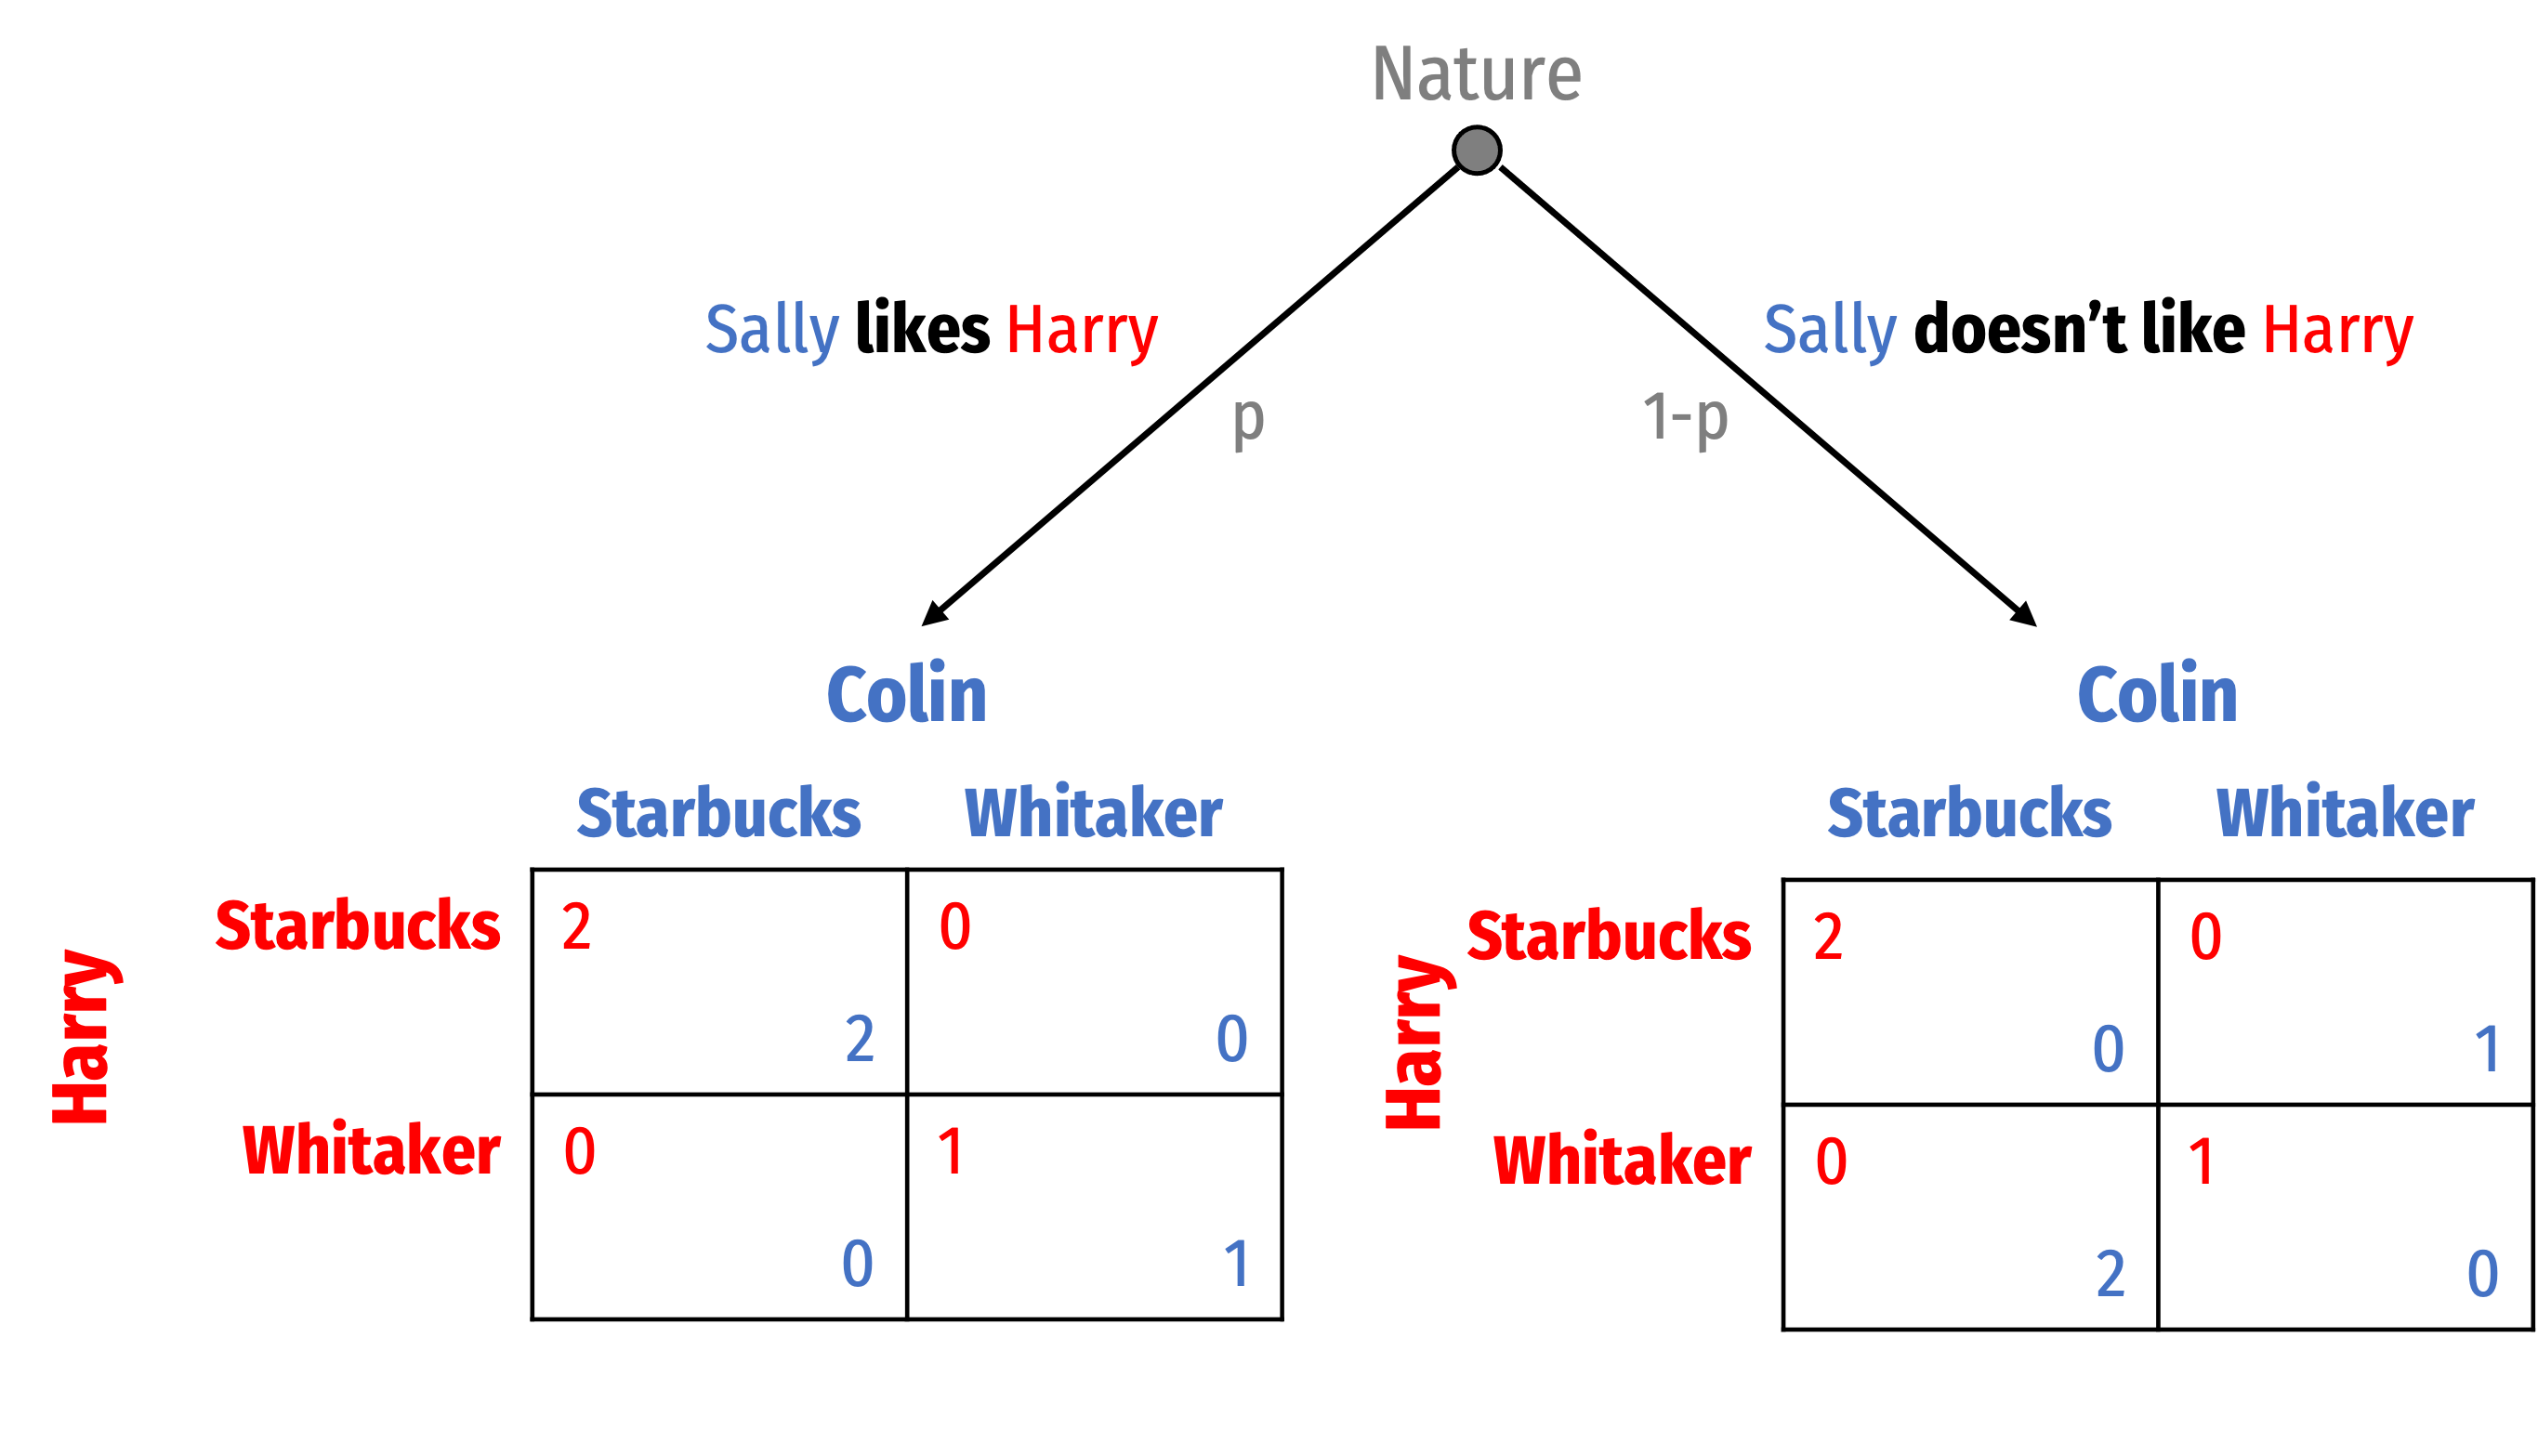 Nature
Sally likes Harry
Sally doesn’t like Harry
p
1-p
Colin
Colin
Starbucks Whitaker
Starbucks Whitaker
Harry
Starbucks 2 0
2 0
Whitaker 0 1
0 1
Harry
Starbucks 2 0
0 1
Whitaker 0 1
2 0